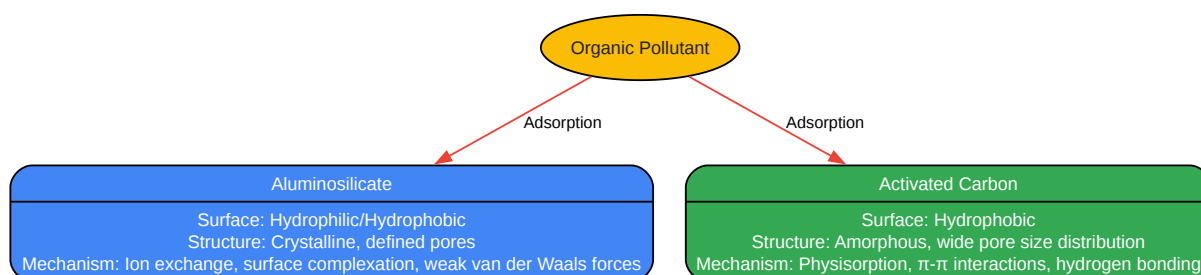 Organic Pollutant
Adsorption
Adsorption
Aluminosilicate
Surface: Hydrophilic/Hydrophobic
Structure: Crystalline, defined pores
Mechanism: Ion exchange, surface complexation, weak van der Waals forces
Activated Carbon
Surface: Hydrophobic
Structure: Amorphous, wide pore size distribution
Mechanism: Physisorption, π-π interactions, hydrogen bonding